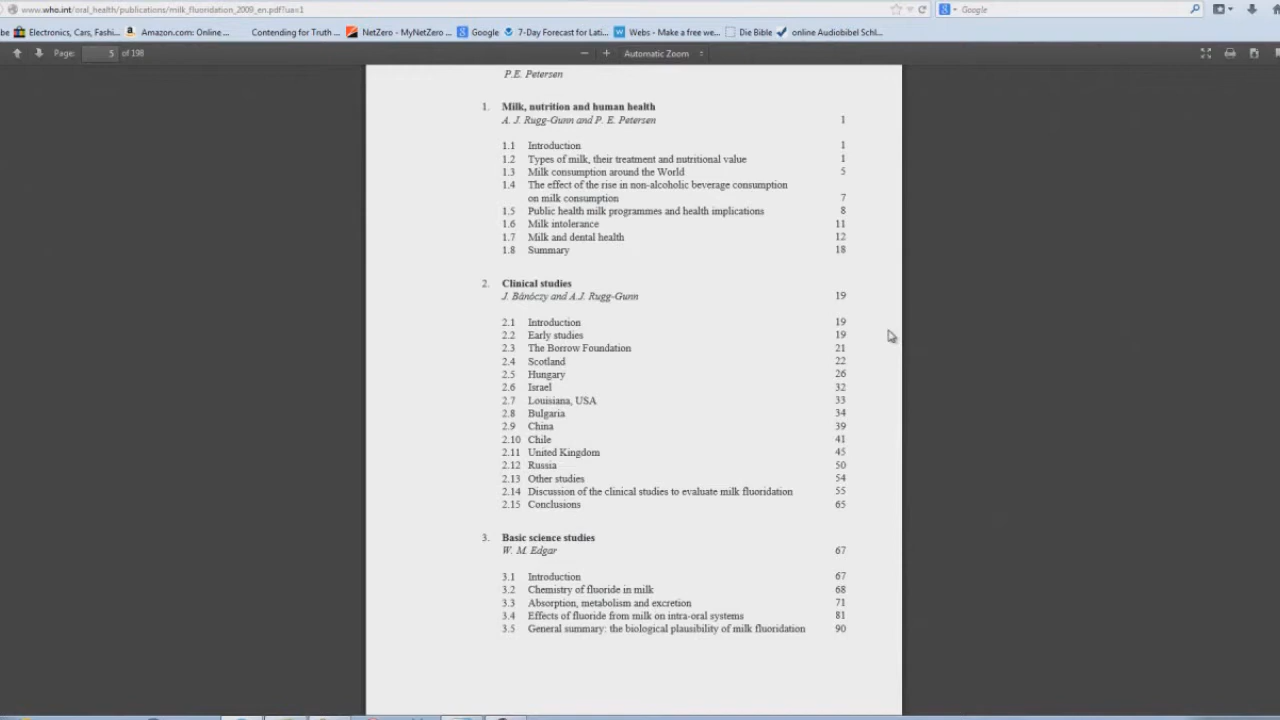 www.who.int/oral_health/publications/milk_fluoridation_2009_en.pdf?ua=1
Google
be Electronics, Cars, Fashi... Amazon.com: Online ... Contending for Truth ... NetZero - MyNetZero ... Google 7-Day Forecast for Lati... Webs - Make a free we... Die Bible online Audiobibel Schl...
Page: 5 of 198
Automatic Zoom
P.E. Petersen
1. Milk, nutrition and human health
A. J. Rugg-Gunn and P. E. Petersen 1
1.1 Introduction 1
1.2 Types of milk, their treatment and nutritional value 1
1.3 Milk consumption around the World 5
1.4 The effect of the rise in non-alcoholic beverage consumption
on milk consumption 7
1.5 Public health milk programmes and health implications 8
1.6 Milk intolerance 11
1.7 Milk and dental health 12
1.8 Summary 18
2. Clinical studies
J. Bánóczy and A.J. Rugg-Gunn 19
2.1 Introduction 19
2.2 Early studies 19
2.3 The Borrow Foundation 21
2.4 Scotland 22
2.5 Hungary 26
2.6 Israel 32
2.7 Louisiana, USA 33
2.8 Bulgaria 34
2.9 China 39
2.10 Chile 41
2.11 United Kingdom 45
2.12 Russia 50
2.13 Other studies 54
2.14 Discussion of the clinical studies to evaluate milk fluoridation 55
2.15 Conclusions 65
3. Basic science studies
W. M. Edgar 67
3.1 Introduction 67
3.2 Chemistry of fluoride in milk 68
3.3 Absorption, metabolism and excretion 71
3.4 Effects of fluoride from milk on intra-oral systems 81
3.5 General summary: the biological plausibility of milk fluoridation 90